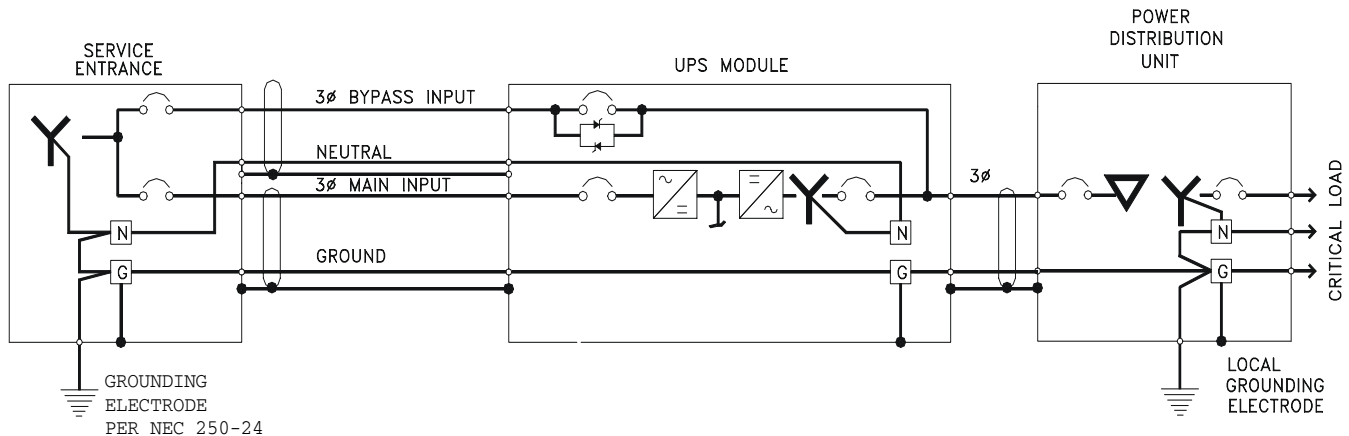 SERVICE
ENTRANCE
UPS MODULE
POWER
DISTRIBUTION
UNIT
3ø BYPASS INPUT
NEUTRAL
3ø MAIN INPUT
3ø
N
N
N
GROUND
G
G
G
CRITICAL LOAD
GROUNDING
ELECTRODE
PER NEC 250-24
LOCAL
GROUNDING
ELECTRODE